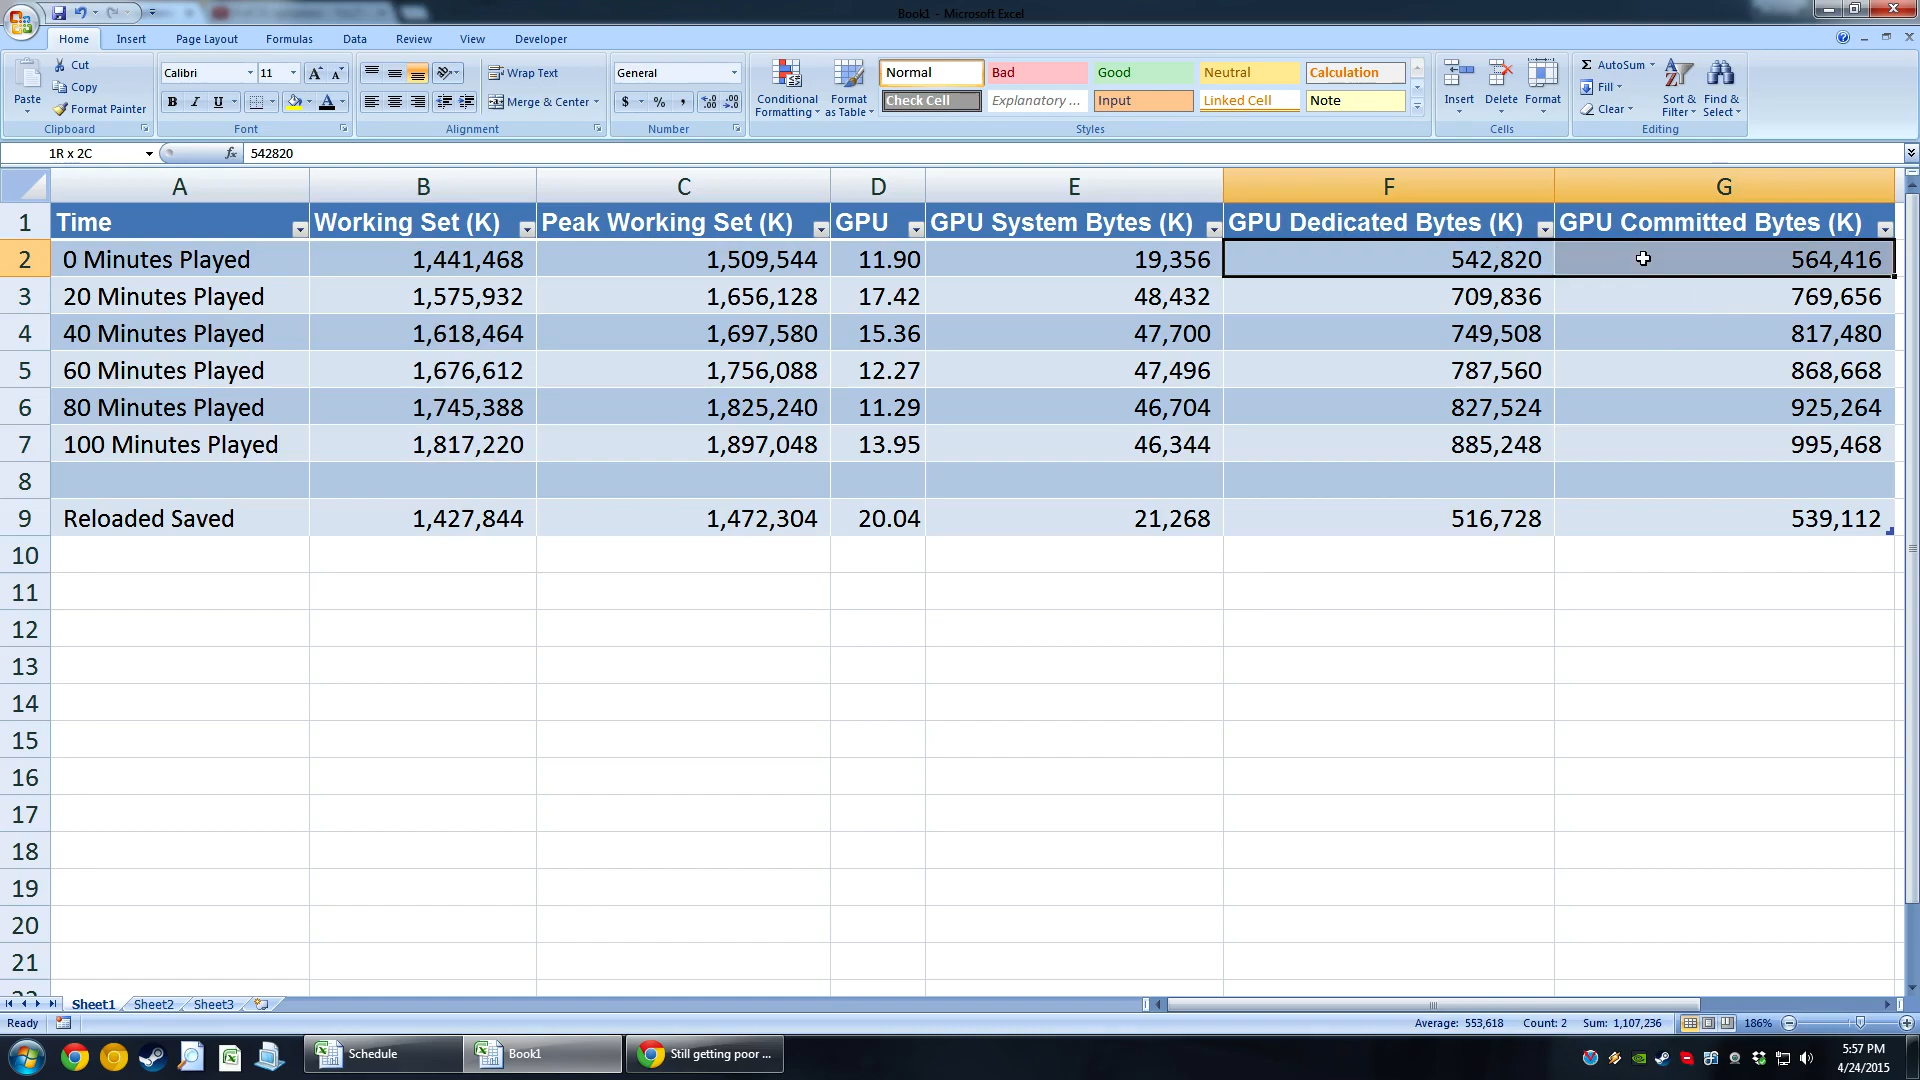 Book1 - Microsoft Excel
Home Insert Page Layout Formulas Data Review View Developer
Paste Cut Copy Format Painter Clipboard
Calibri 11 B I U Font
Wrap Text Merge & Center Alignment
General $ % , Number
Conditional Formatting Format as Table
Normal Bad Good Neutral Calculation
Check Cell Explanatory ... Input Linked Cell Note
Styles
Insert Delete Format Cells
AutoSum Fill Clear Sort & Filter Find & Select Editing
1R x 2C fx 542820
A B C D E F G
1 Time Working Set (K) Peak Working Set (K) GPU GPU System Bytes (K) GPU Dedicated Bytes (K) GPU Committed Bytes (K)
2 0 Minutes Played 1,441,468 1,509,544 11.90 19,356 542,820 564,416
3 20 Minutes Played 1,575,932 1,656,128 17.42 48,432 709,836 769,656
4 40 Minutes Played 1,618,464 1,697,580 15.36 47,700 749,508 817,480
5 60 Minutes Played 1,676,612 1,756,088 12.27 47,496 787,560 868,668
6 80 Minutes Played 1,745,388 1,825,240 11.29 46,704 827,524 925,264
7 100 Minutes Played 1,817,220 1,897,048 13.95 46,344 885,248 995,468
8
9 Reloaded Saved 1,427,844 1,472,304 20.04 21,268 516,728 539,112
10
11
12
13
14
15
16
17
18
19
20
21
Sheet1 Sheet2 Sheet3
Ready Average: 553,618 Count: 2 Sum: 1,107,236 186%
Schedule Book1 Still getting poor ... 5:57 PM
4/24/2015